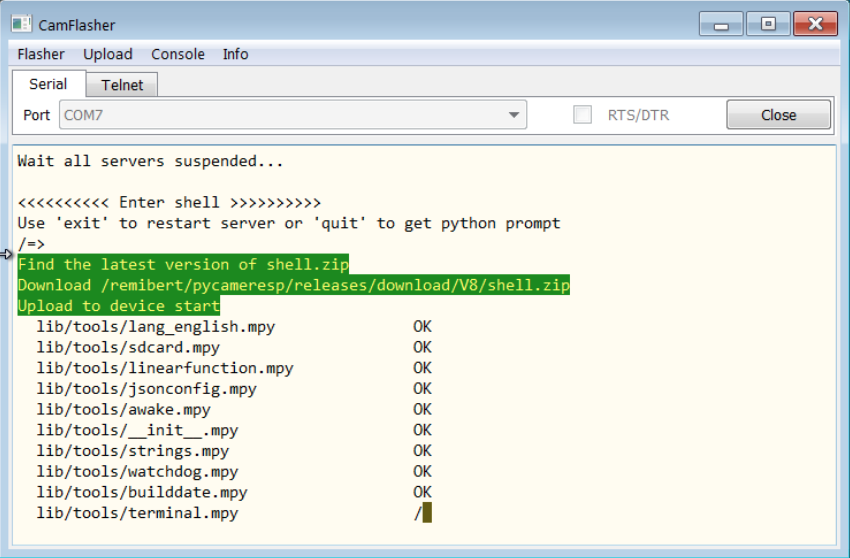 CamFlasher
Flasher Upload Console Info
Serial Telnet
Port COM7 RTS/DTR Close
Wait all servers suspended...
<<<<<<<<<< Enter shell >>>>>>>>>>
Use 'exit' to restart server or 'quit' to get python prompt
/=>
Find the latest version of shell.zip
Download /remibert/pycameresp/releases/download/V8/shell.zip
Upload to device start
lib/tools/lang_english.mpy OK
lib/tools/sdcard.mpy OK
lib/tools/linearfunction.mpy OK
lib/tools/jsonconfig.mpy OK
lib/tools/awake.mpy OK
lib/tools/__init__.mpy OK
lib/tools/strings.mpy OK
lib/tools/watchdog.mpy OK
lib/tools/builddate.mpy OK
lib/tools/terminal.mpy /